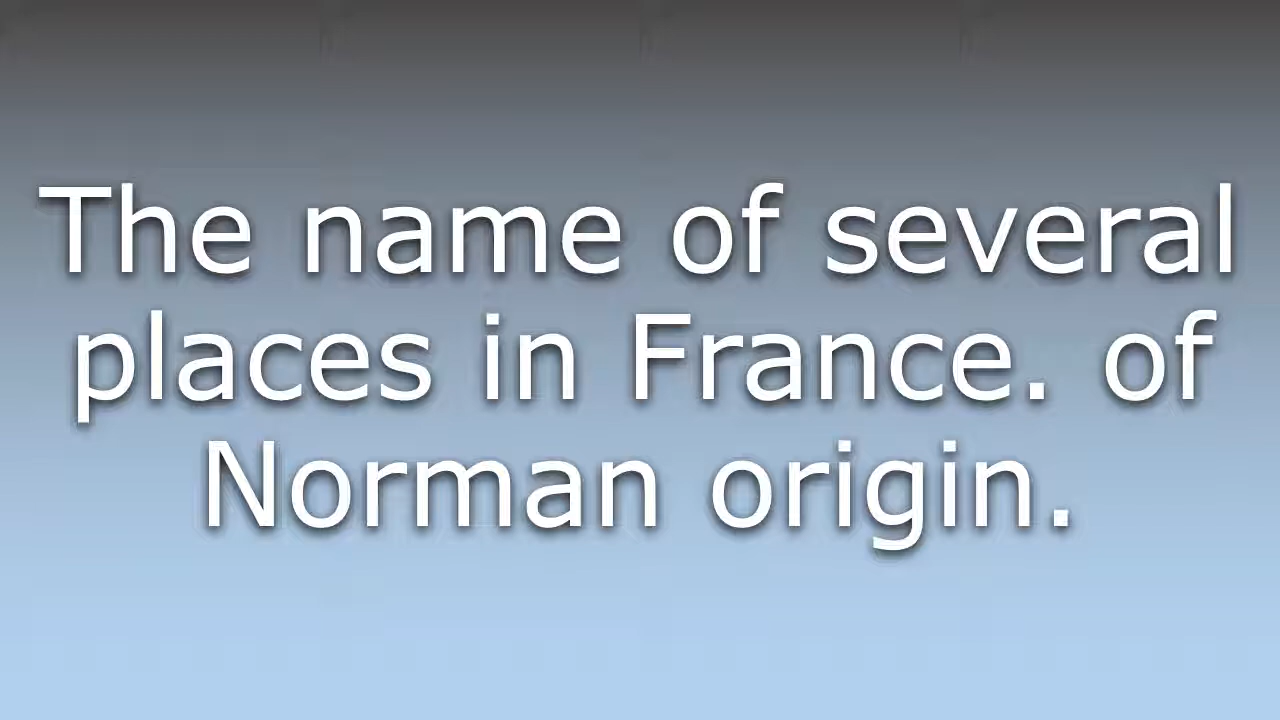 The name of several
places in France. of
Norman origin.